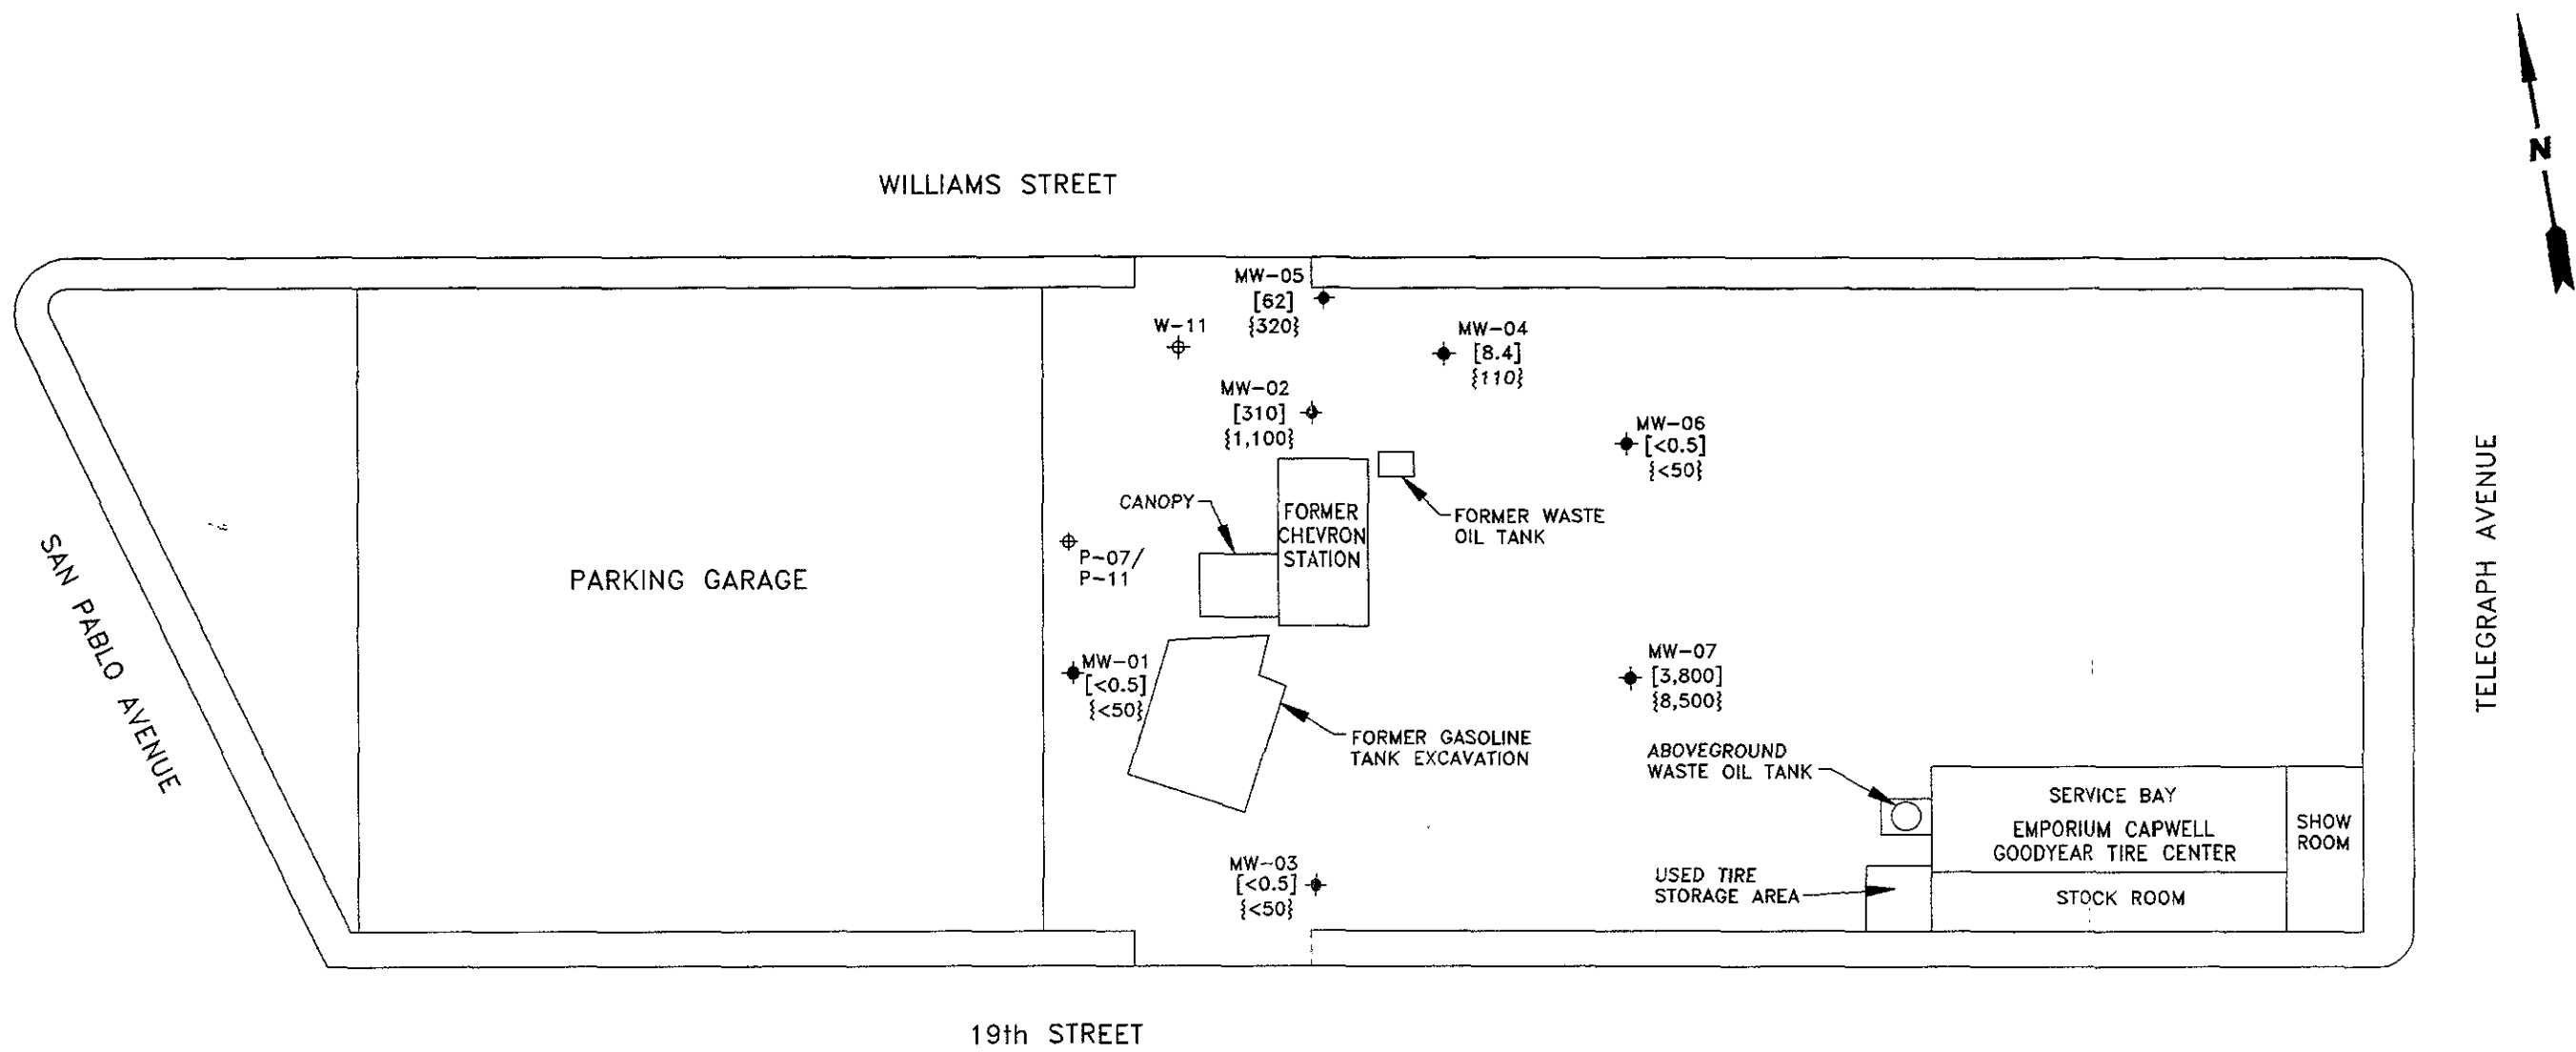 N
WILLIAMS STREET
MW-05
[62]
{320}
W-11
MW-04
[8.4]
{110}
MW-02
[310]
{1,100}
MW-06
[<0.5]
{<50}
CANOPY
FORMER
CHEVRON
STATION
FORMER WASTE
OIL TANK
P-07/
P-11
PARKING GARAGE
SAN PABLO AVENUE
TELEGRAPH AVENUE
MW-01
[<0.5]
{<50}
MW-07
[3,800]
{8,500}
FORMER GASOLINE
TANK EXCAVATION
ABOVEGROUND
WASTE OIL TANK
SERVICE BAY
EMPORIUM CAPWELL
GOODYEAR TIRE CENTER
SHOW
ROOM
MW-03
[<0.5]
{<50}
USED TIRE
STORAGE AREA
STOCK ROOM
19th STREET